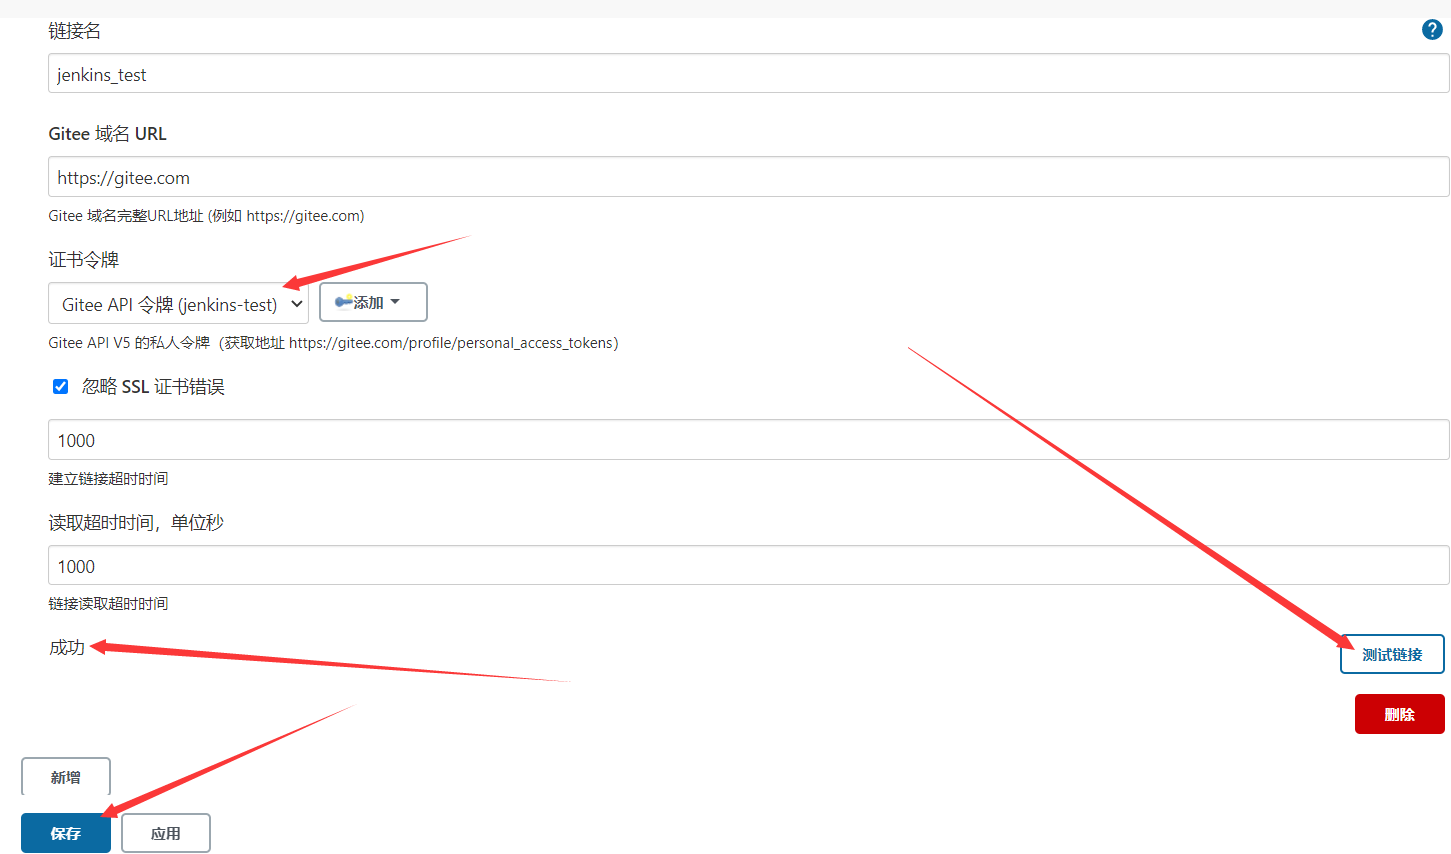 链接名
?
jenkins_test
Gitee 域名 URL
https://gitee.com
Gitee 域名完整URL地址 (例如 https://gitee.com)
证书令牌
Gitee API 令牌 (jenkins-test)
添加
Gitee API V5 的私人令牌（获取地址 https://gitee.com/profile/personal_access_tokens）
忽略 SSL 证书错误
1000
建立链接超时时间
读取超时时间，单位秒
1000
链接读取超时时间
成功
测试链接
删除
新增
保存 应用